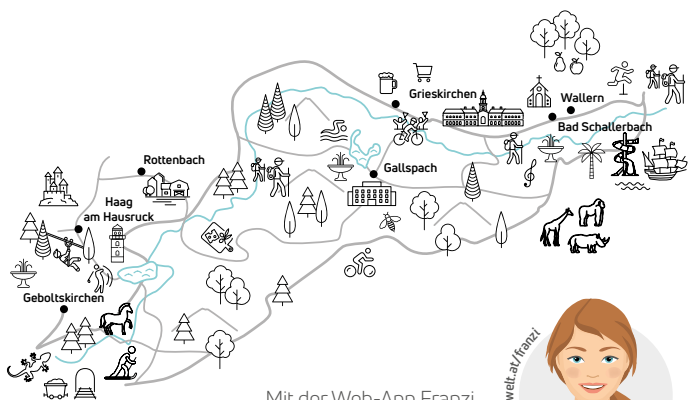 Grieskirchen
Wallern
Bad Schallerbach
Rottenbach
Gallspach
Haag
am Hausruck
Geboltskirchen
welt.at/franzi
Mit der Web-App Franzi